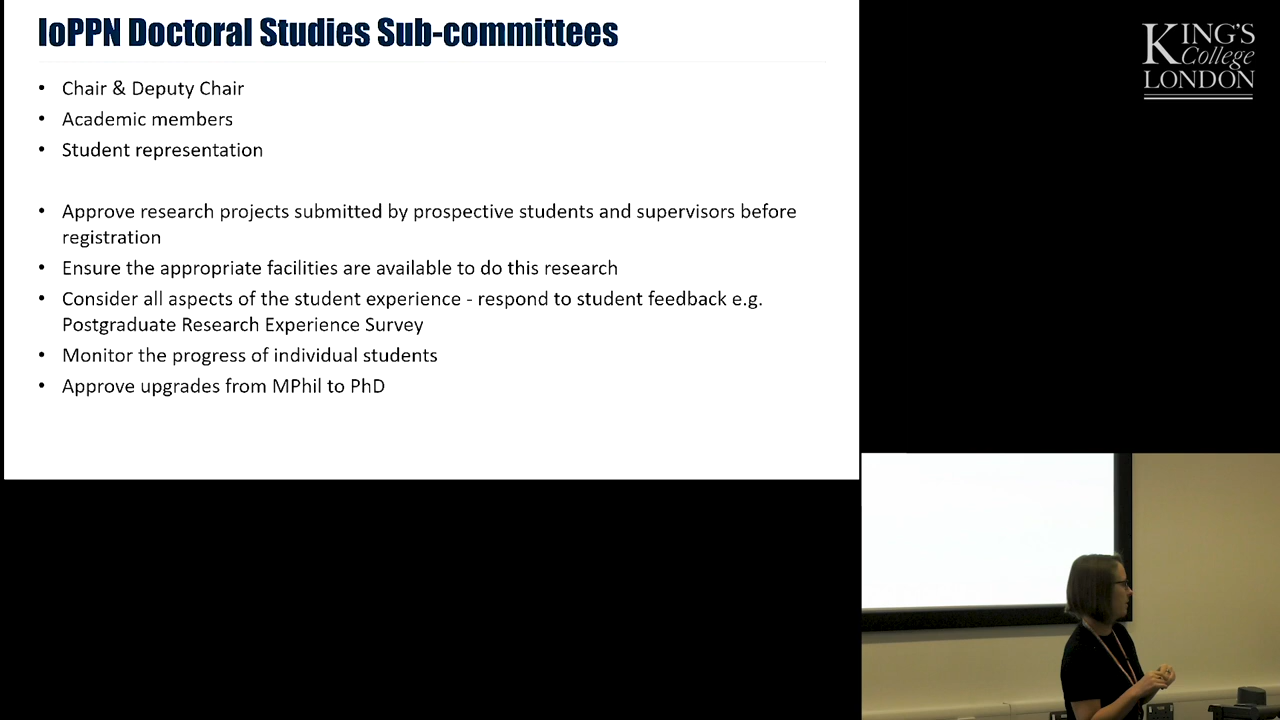 IoPPN Doctoral Studies Sub-committees
• Chair & Deputy Chair
• Academic members
• Student representation
• Approve research projects submitted by prospective students and supervisors before
registration
• Ensure the appropriate facilities are available to do this research
• Consider all aspects of the student experience - respond to student feedback e.g.
Postgraduate Research Experience Survey
• Monitor the progress of individual students
• Approve upgrades from MPhil to PhD
KING'S
College
LONDON